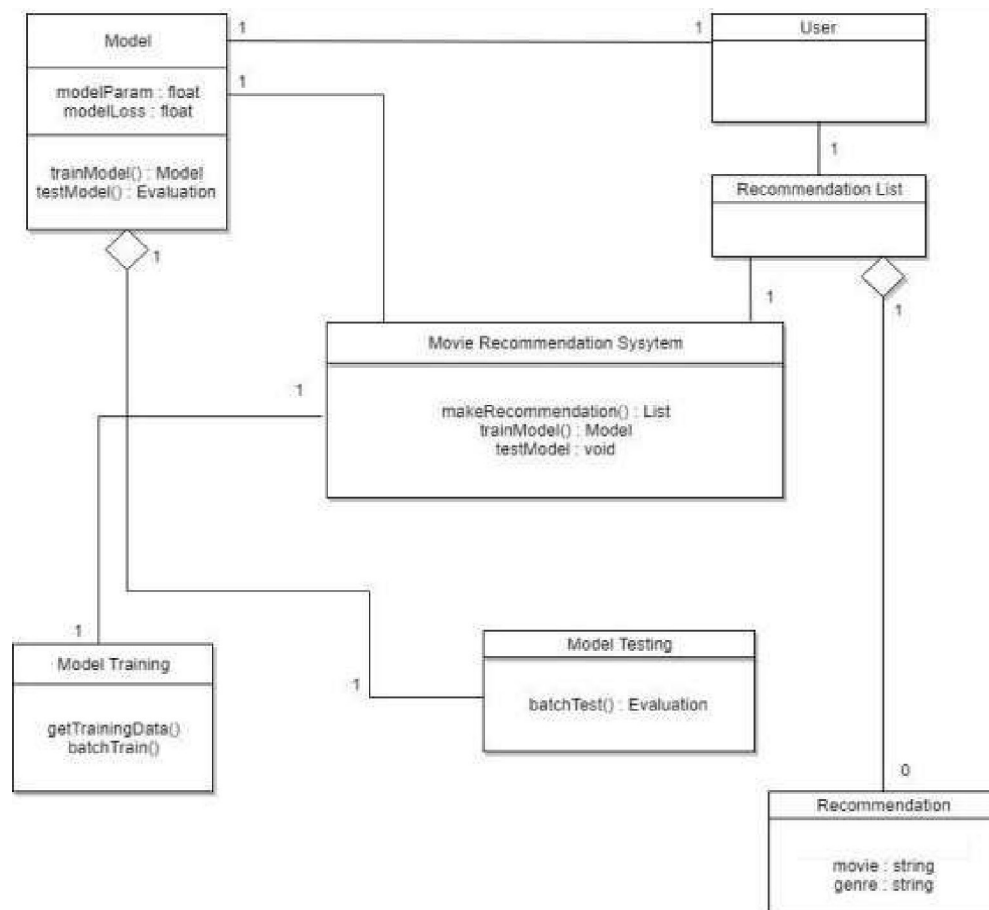 Model
modelParam : float
modelLoss : float
trainModel() : Model
testModel() : Evaluation
1
1
1
User
1
Recommendation List
1
1
1
Movie Recommendation Sysytem
makeRecommendation() : List
trainModel() : Model
testModel : void
1
1
Model Training
getTrainingData()
batchTrain()
1
Model Testing
batchTest() : Evaluation
0
Recommendation
movie : string
genre : string